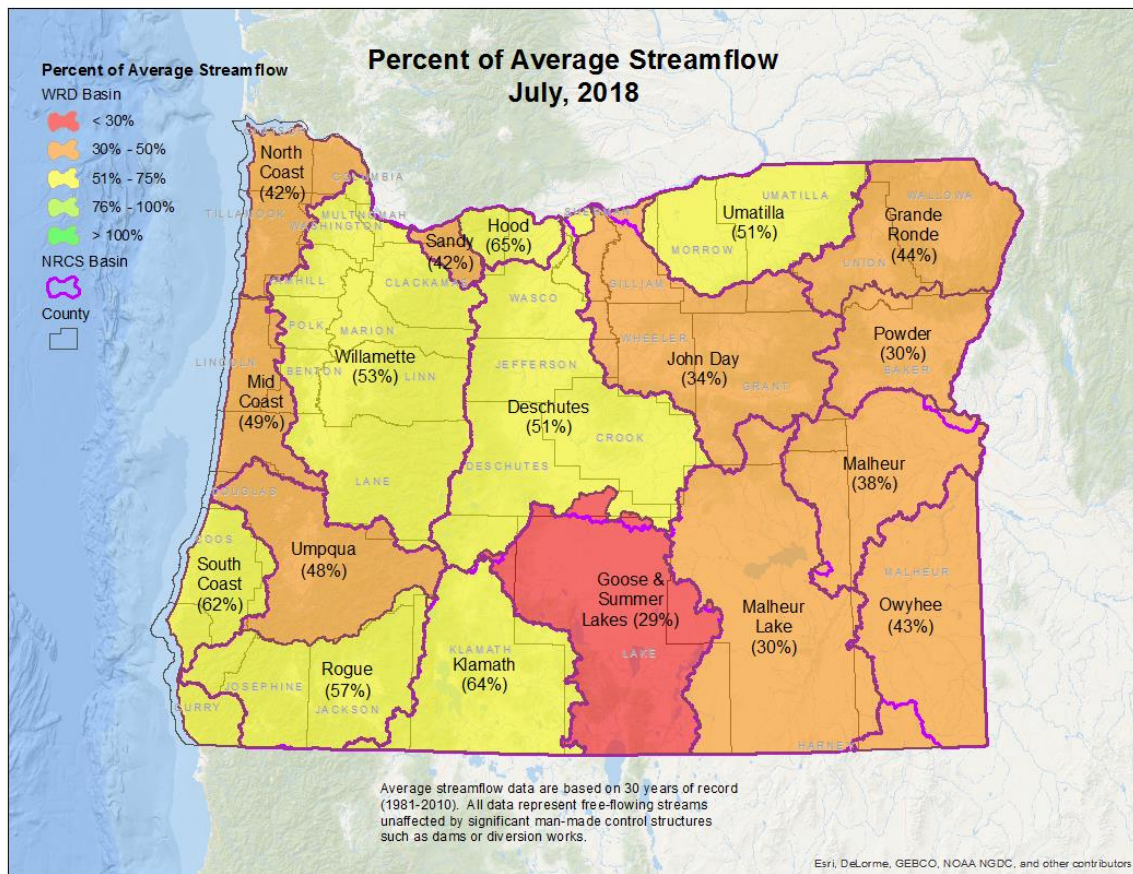 Percent of Average Streamflow
July, 2018
Percent of Average Streamflow
WRD Basin
< 30%
30% - 50%
51% - 75%
76% - 100%
> 100%
NRCS Basin
County
North
Coast
(42%)
COLUMBIA
TILLAMOOK
MULTNOMAH
WASHINGTON
Sandy
(42%)
Hood
(65%)
SHERMAN
UMATILLA
Umatilla
(51%)
MORROW
WALLOWA
Grande
Ronde
(44%)
UNION
YAMHILL
CLACKAMAS
WASCO
GILLIAM
POLK
MARION
Willamette
(53%)
BENTON
LINN
LINCOLN
Mid
Coast
(49%)
JEFFERSON
WHEELER
John Day
(34%)
GRANT
Powder
(30%)
BAKER
Deschutes
(51%)
CROOK
DESCHUTES
LANE
Malheur
(38%)
DOUGLAS
COOS
South
Coast
(62%)
Umpqua
(48%)
Goose &
Summer
Lakes (29%)
LAKE
Malheur
Lake
(30%)
MALHEUR
Owyhee
(43%)
KLAMATH
Klamath
(64%)
Rogue
(57%)
JOSEPHINE
JACKSON
CURRY
HARNEY
Average streamflow data are based on 30 years of record
(1981-2010). All data represent free-flowing streams
unaffected by significant man-made control structures
such as dams or diversion works.
Esri, DeLorme, GEBCO, NOAA NGDC, and other contributors